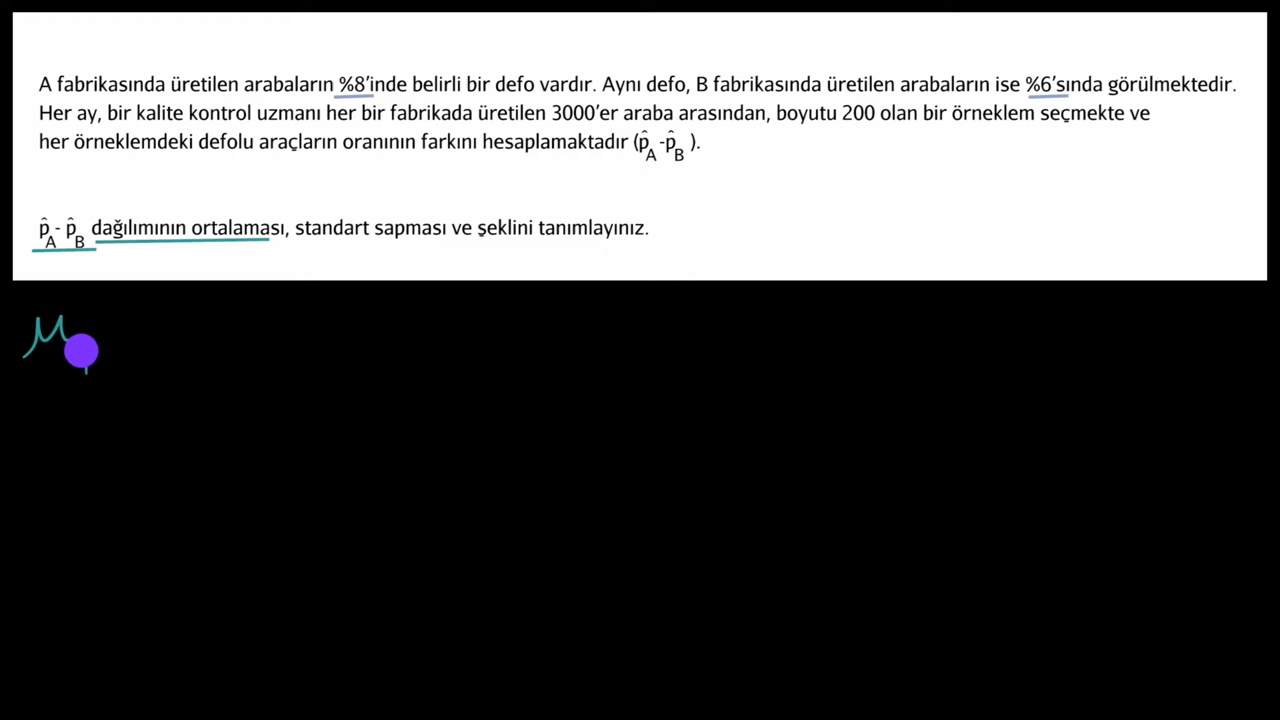 A fabrikasında üretilen arabaların %8'inde belirli bir defo vardır. Aynı defo, B fabrikasında üretilen arabaların ise %6'sında görülmektedir.
Her ay, bir kalite kontrol uzmanı her bir fabrikada üretilen 3000'er araba arasından, boyutu 200 olan bir örneklem seçmekte ve
her örneklemdeki defolu araçların oranının farkını hesaplamaktadır (p̂A -p̂B ).
p̂A- p̂B dağılımının ortalaması, standart sapması ve şeklini tanımlayınız.
μ